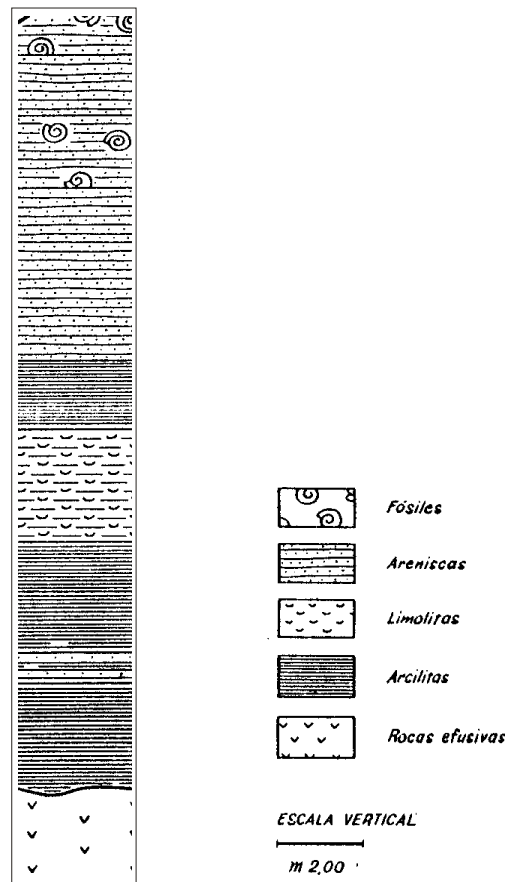 Fósiles
Areniscas
Limolitas
Arcilitas
Rocas efusivas
ESCALA VERTICAL
m 2,00